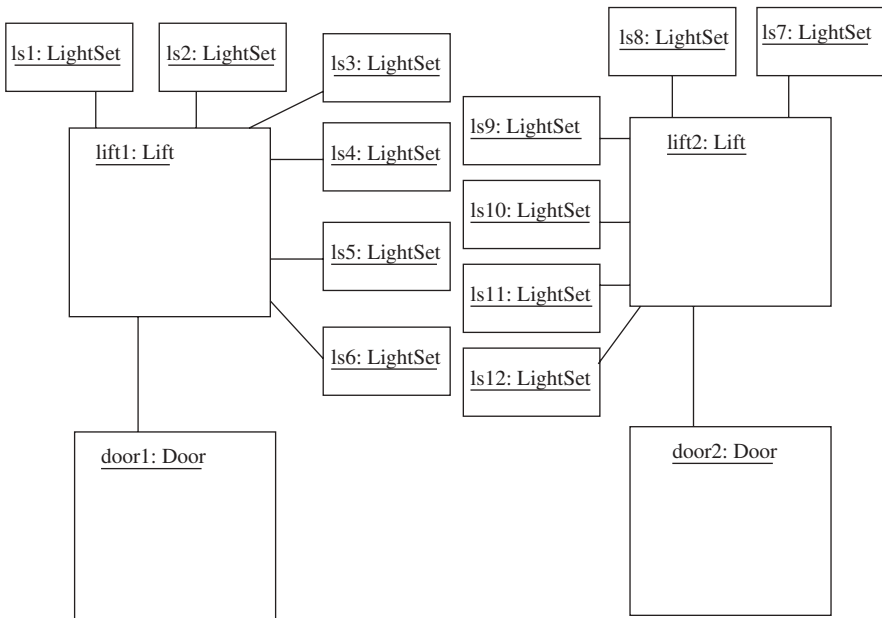 ls1: LightSet
ls2: LightSet
ls3: LightSet
ls8: LightSet
ls7: LightSet
ls9: LightSet
lift1: Lift
ls4: LightSet
lift2: Lift
ls10: LightSet
ls5: LightSet
ls11: LightSet
ls6: LightSet
ls12: LightSet
door1: Door
door2: Door